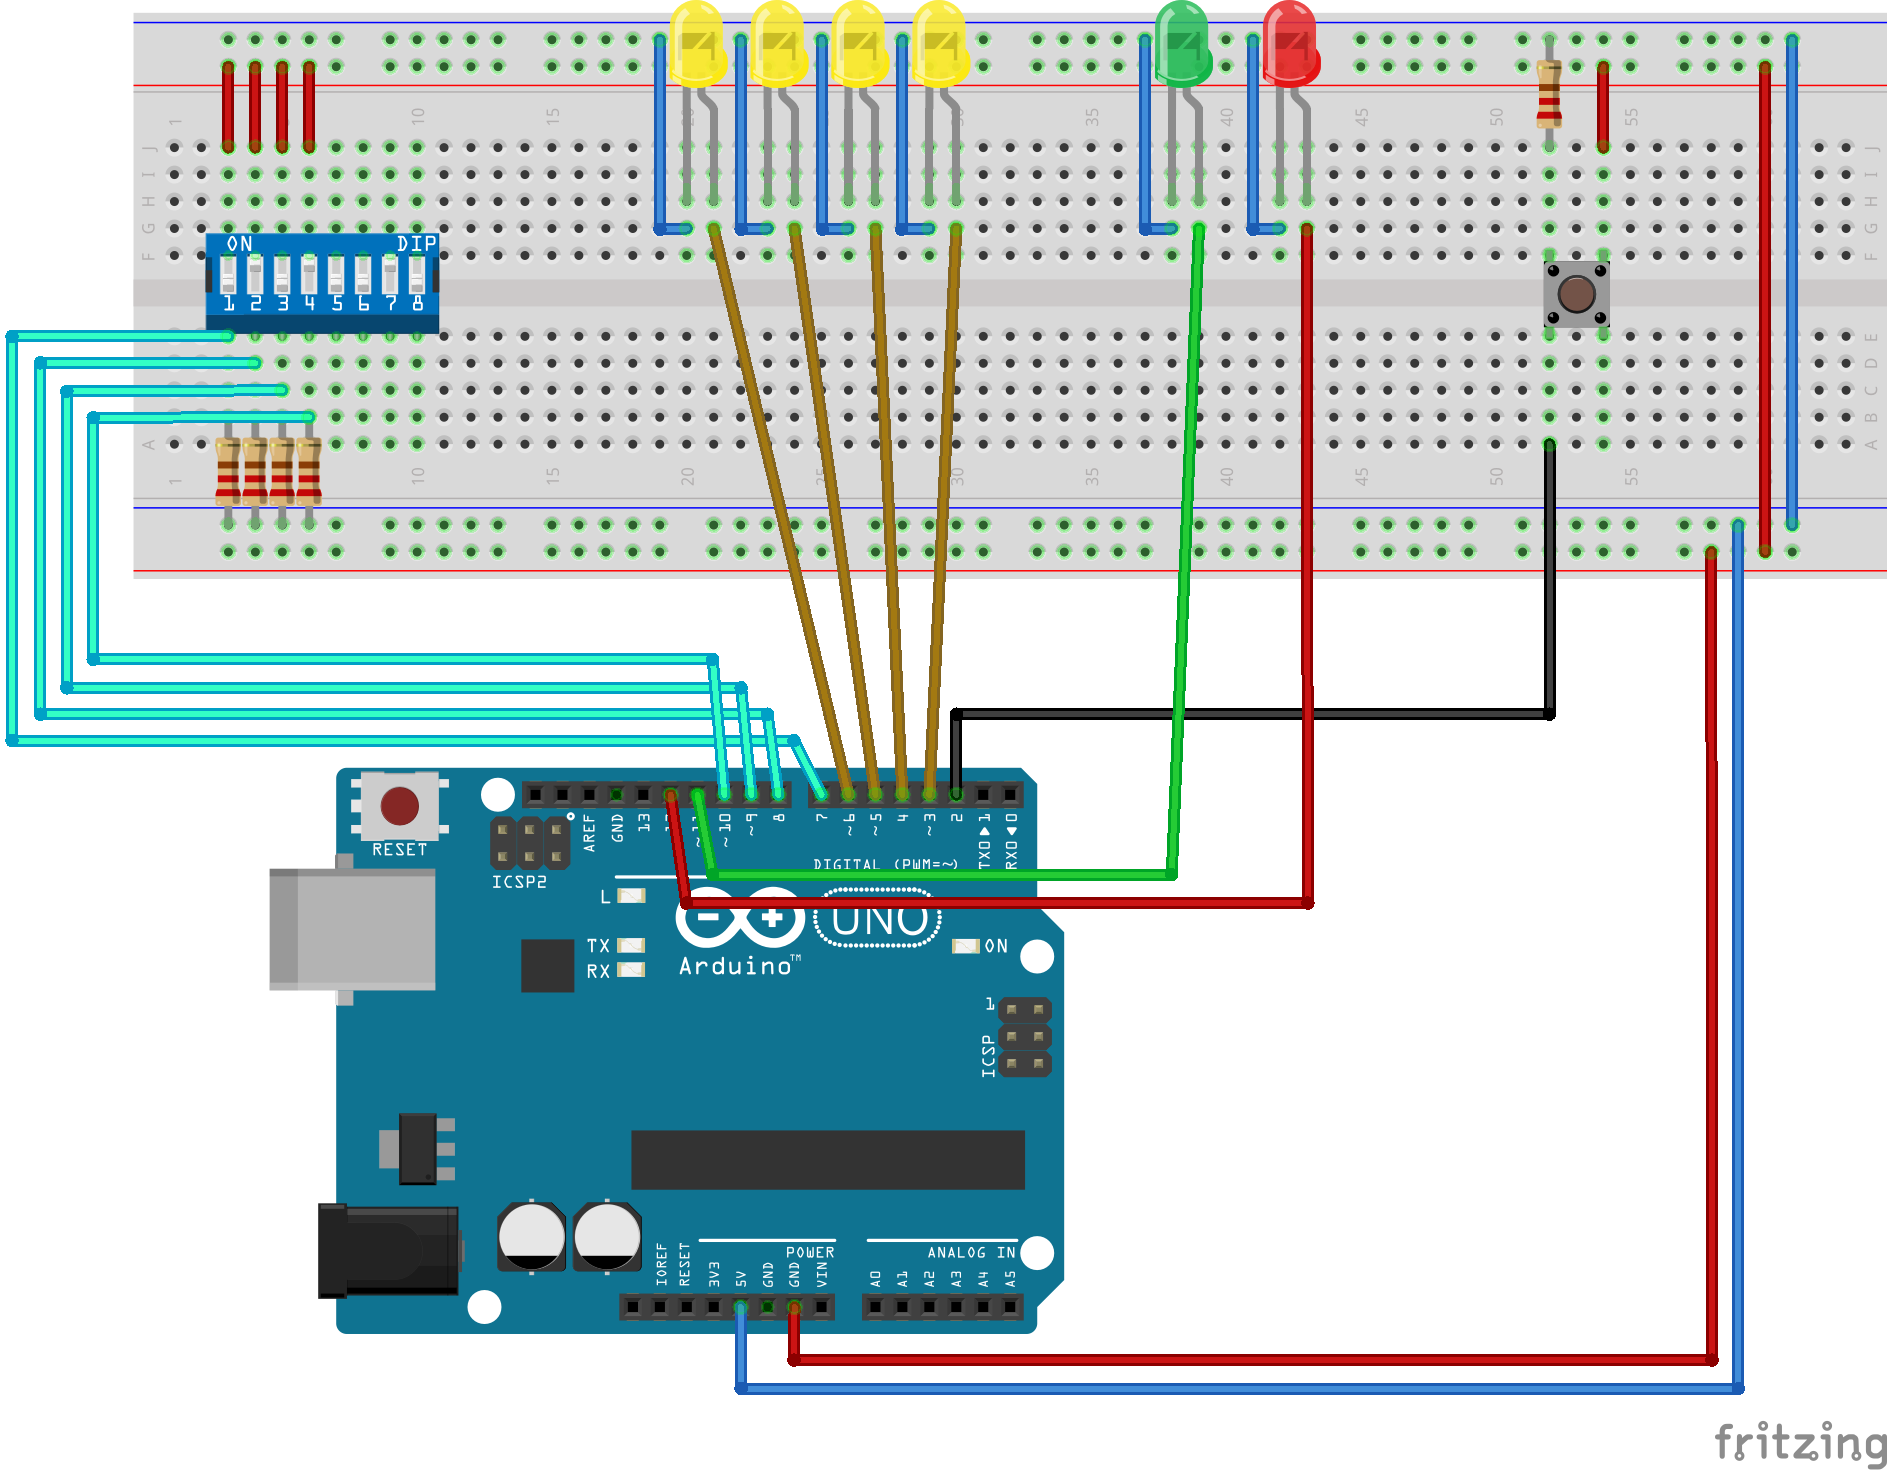 1 10 15 20 25 30 35 40 45 50 55
J J
I I
H H
G G
F F
ON DIP
1 2 3 4 5 6 7 8
E
D
C
B
A A
1 10 15 20 25 30 35 40 45 50 55
RESET
ICSP2
AREF
GND
13
12
~11
~10
~9
8
7
~6
~5
4
~3
2
TX0▶1
RX0◀0
DIGITAL (PWM=~)
L
TX
RX
UNO
Arduino™
ON
1
ICSP
POWER
ANALOG IN
IOREF
RESET
3V3
5V
GND
GND
VIN
A0
A1
A2
A3
A4
A5
fritzing